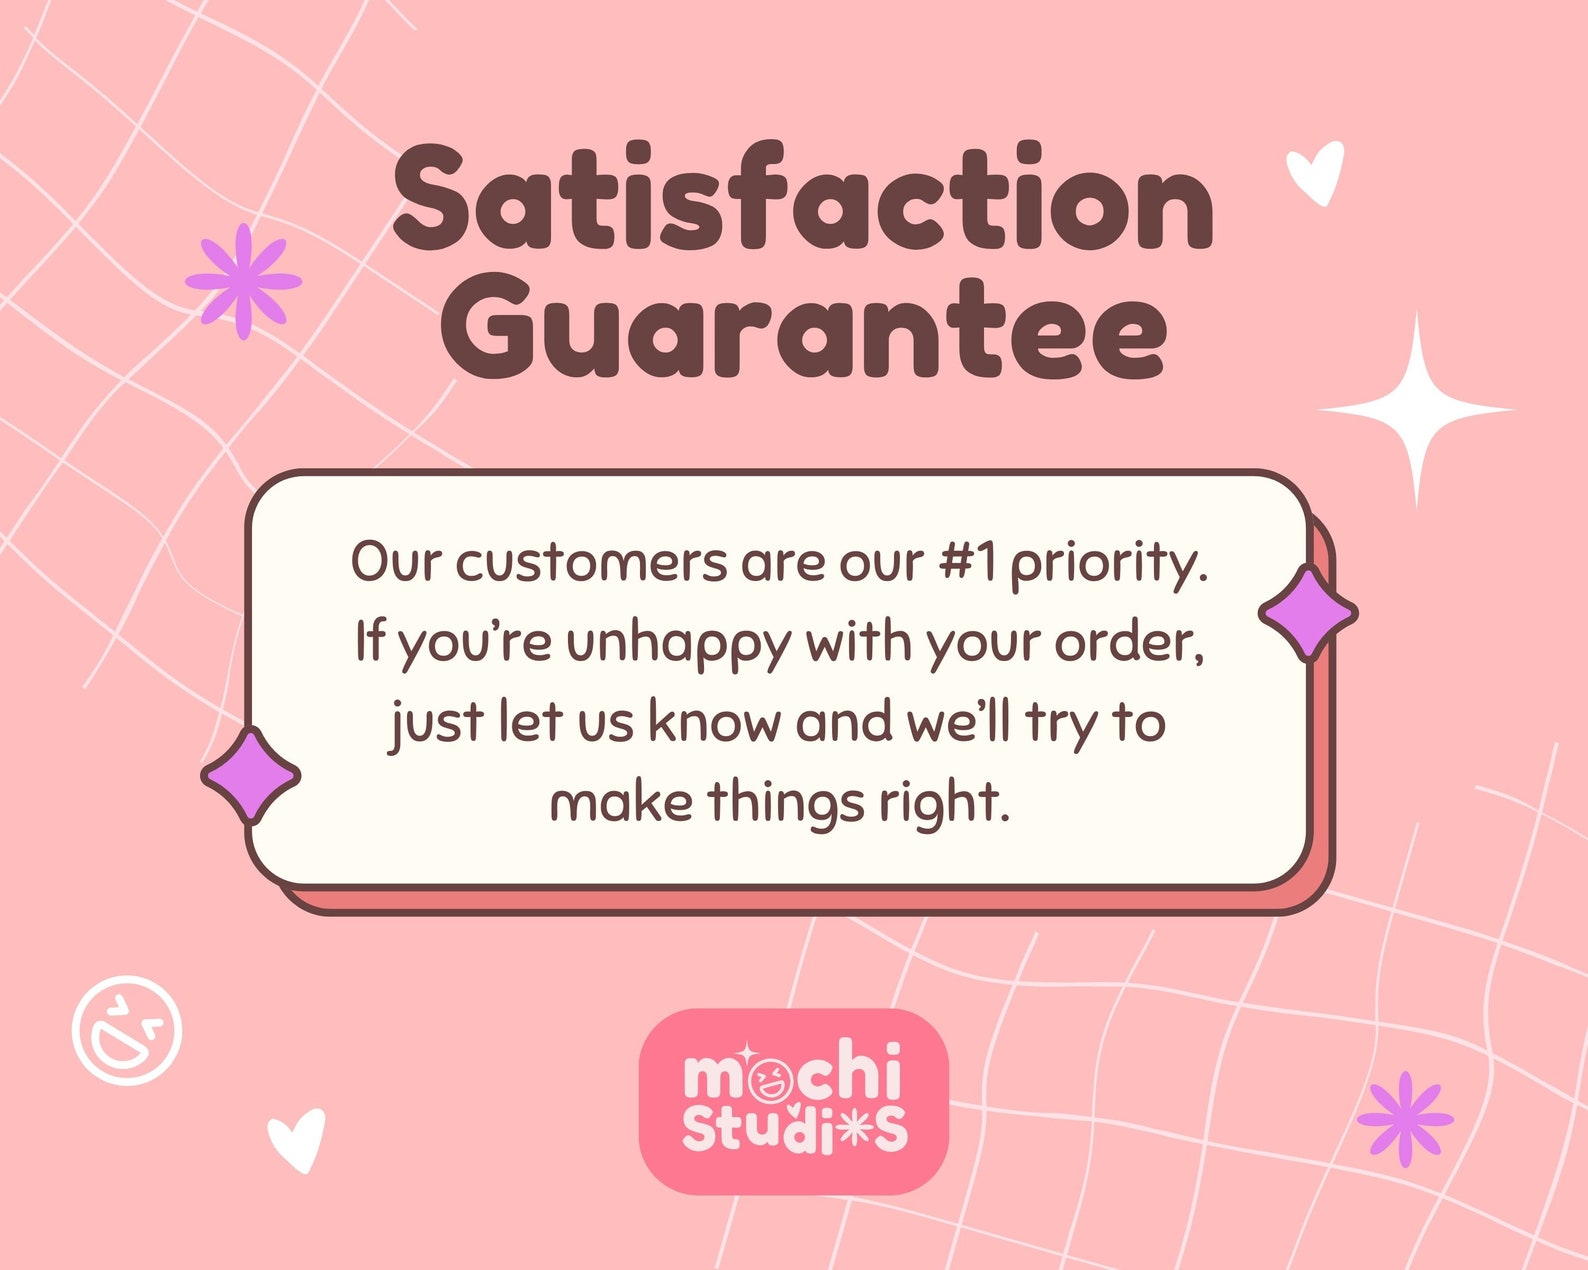 Satisfaction
Guarantee
Our customers are our #1 priority.
If you’re unhappy with your order,
just let us know and we’ll try to
make things right.
mochi
studios